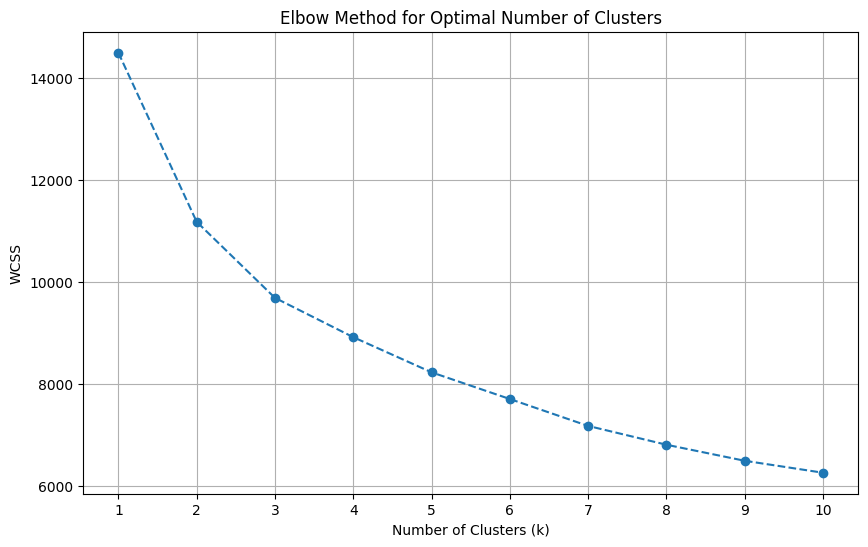 Elbow Method for Optimal Number of Clusters
14000
12000
10000
8000
6000
WCSS
1 2 3 4 5 6 7 8 9 10
Number of Clusters (k)